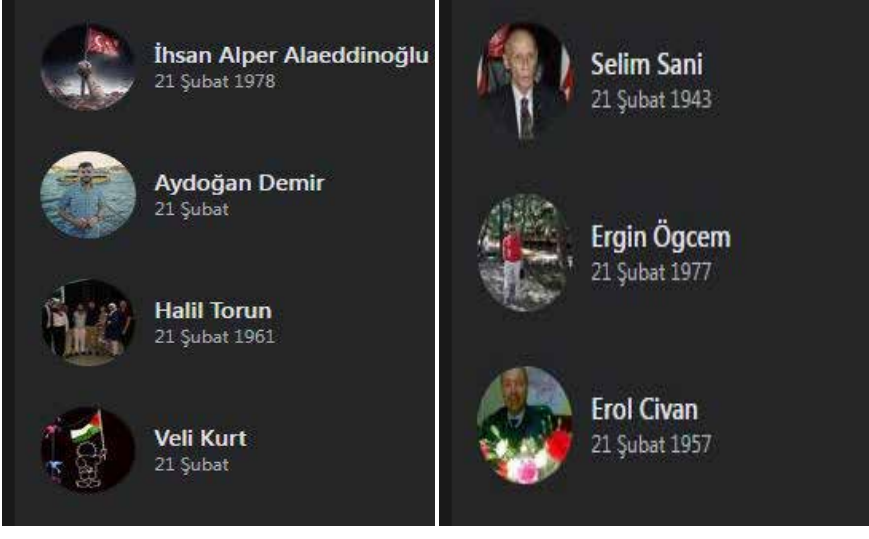 İhsan Alper Alaeddinoğlu
21 Şubat 1978
Aydoğan Demir
21 Şubat
Halil Torun
21 Şubat 1961
Veli Kurt
21 Şubat
Selim Sani
21 Şubat 1943
Ergin Ögcem
21 Şubat 1977
Erol Civan
21 Şubat 1957